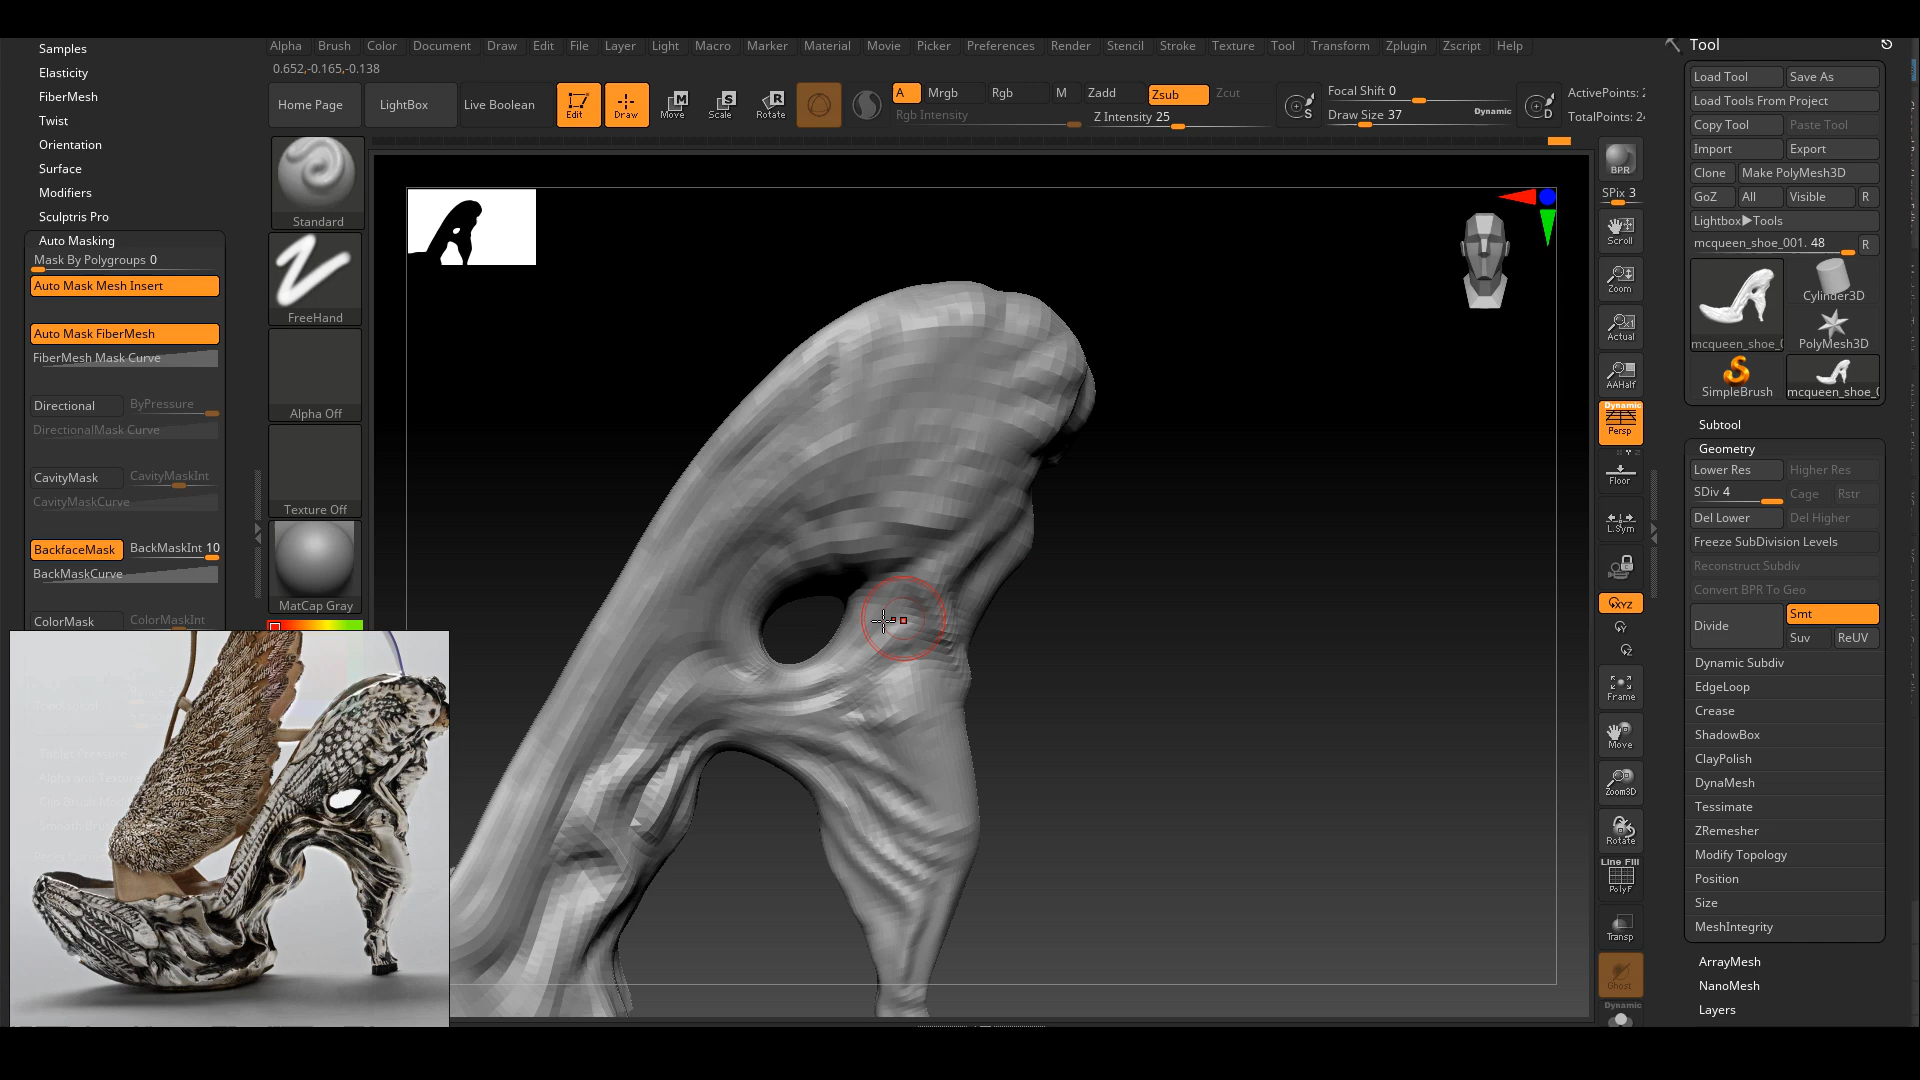 Alpha Brush Color Document Draw Edit File Layer Light Macro Marker Material Movie Picker Preferences Render Stencil Stroke Texture Tool Transform Zplugin Zscript Help
0.652,-0.165,-0.138
Home Page LightBox Live Boolean Edit Draw Move Scale Rotate
A Mrgb Rgb M Zadd Zsub Zcut
Rgb Intensity Z Intensity 25
Focal Shift 0
Draw Size 37 Dynamic
S
D
ActivePoints: 2
TotalPoints: 24
Samples
Elasticity
FiberMesh
Twist
Orientation
Surface
Modifiers
Sculptris Pro
Auto Masking
Mask By Polygroups 0
Auto Mask Mesh Insert
Auto Mask FiberMesh
FiberMesh Mask Curve
Directional ByPressure
DirectionalMask Curve
CavityMask CavityMaskInt
CavityMaskCurve
BackfaceMask BackMaskInt 10
BackMaskCurve
ColorMask ColorMaskInt
Standard
FreeHand
Alpha Off
Texture Off
MatCap Gray
BPR
SPix 3
Scroll
Zoom
Actual
AAHalf
Dynamic
Persp
Floor
L.Sym
XYZ
Y
Z
Frame
Move
Zoom3D
Rotate
Line Fill
PolyF
Transp
Ghost
Dynamic
Tool
Load Tool Save As
Load Tools From Project
Copy Tool Paste Tool
Import Export
Clone Make PolyMesh3D
GoZ All Visible R
Lightbox▶Tools
mcqueen_shoe_001. 48 R
Cylinder3D
mcqueen_shoe_0 PolyMesh3D
SimpleBrush mcqueen_shoe_0
Subtool
Geometry
Lower Res Higher Res
SDiv 4 Cage Rstr
Del Lower Del Higher
Freeze SubDivision Levels
Reconstruct Subdiv
Convert BPR To Geo
Divide Smt
Suv ReUV
Dynamic Subdiv
EdgeLoop
Crease
ShadowBox
ClayPolish
DynaMesh
Tessimate
ZRemesher
Modify Topology
Position
Size
MeshIntegrity
ArrayMesh
NanoMesh
Layers